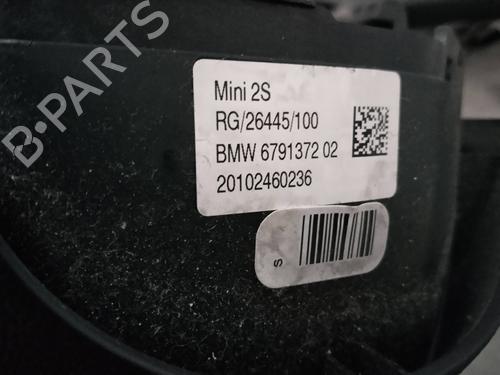 B-PARTS
Mini 2S
RG/26445/100
BMW 6791372 02
20102460236
S